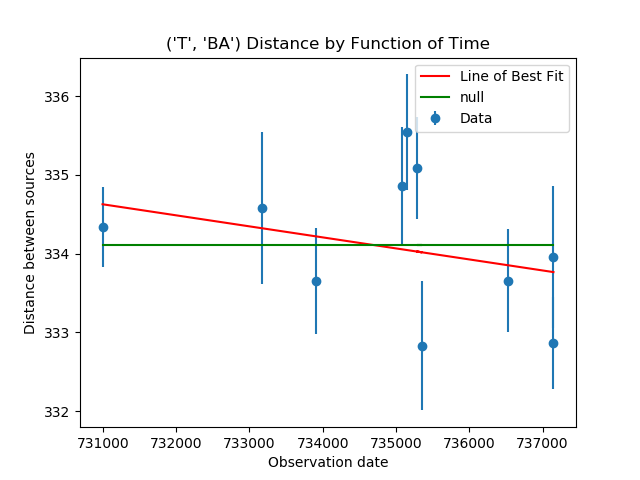 ('T', 'BA') Distance by Function of Time
Line of Best Fit
null
Data
Distance between sources
336
335
334
333
332
731000 732000 733000 734000 735000 736000 737000
Observation date